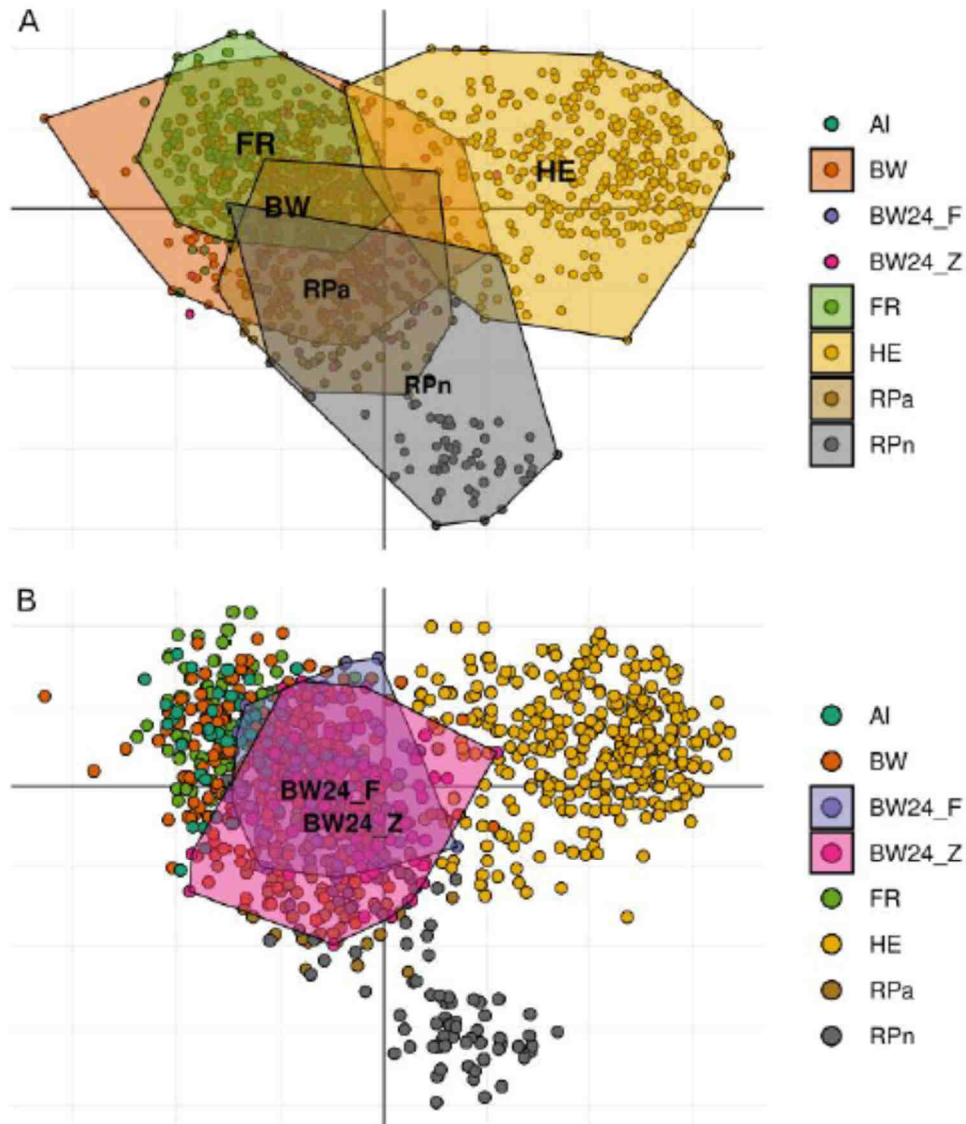 A
FR
HE
BW
RPa
RPn
AI
BW
BW24_F
BW24_Z
FR
HE
RPa
RPn
B
BW24_F
BW24_Z
AI
BW
BW24_F
BW24_Z
FR
HE
RPa
RPn